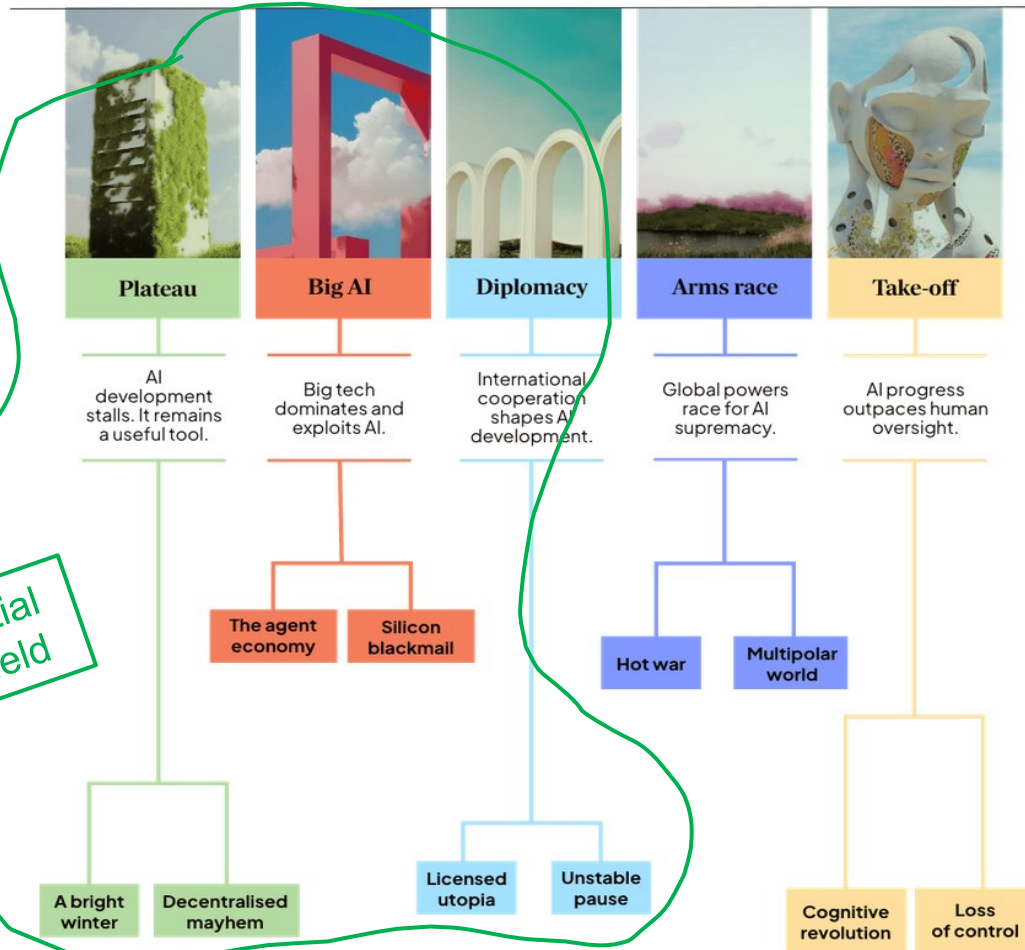 Plateau
Big AI
Diplomacy
Arms race
Take-off
AI
development
stalls. It remains
a useful tool.
Big tech
dominates and
exploits AI.
International
cooperation
shapes AI
development.
Global powers
race for AI
supremacy.
AI progress
outpaces human
oversight.
The agent
economy
Silicon
blackmail
Hot war
Multipolar
world
A bright
winter
Decentralised
mayhem
Licensed
utopia
Unstable
pause
Cognitive
revolution
Loss
of control